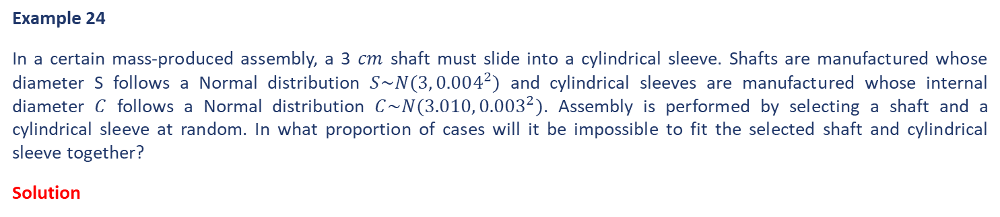 Example 24
In a certain mass-produced assembly, a 3 cm shaft must slide into a cylindrical sleeve. Shafts are manufactured whose
diameter S follows a Normal distribution S~N(3, 0.004²) and cylindrical sleeves are manufactured whose internal
diameter C follows a Normal distribution C~N(3.010, 0.003²). Assembly is performed by selecting a shaft and a
cylindrical sleeve at random. In what proportion of cases will it be impossible to fit the selected shaft and cylindrical
sleeve together?
Solution